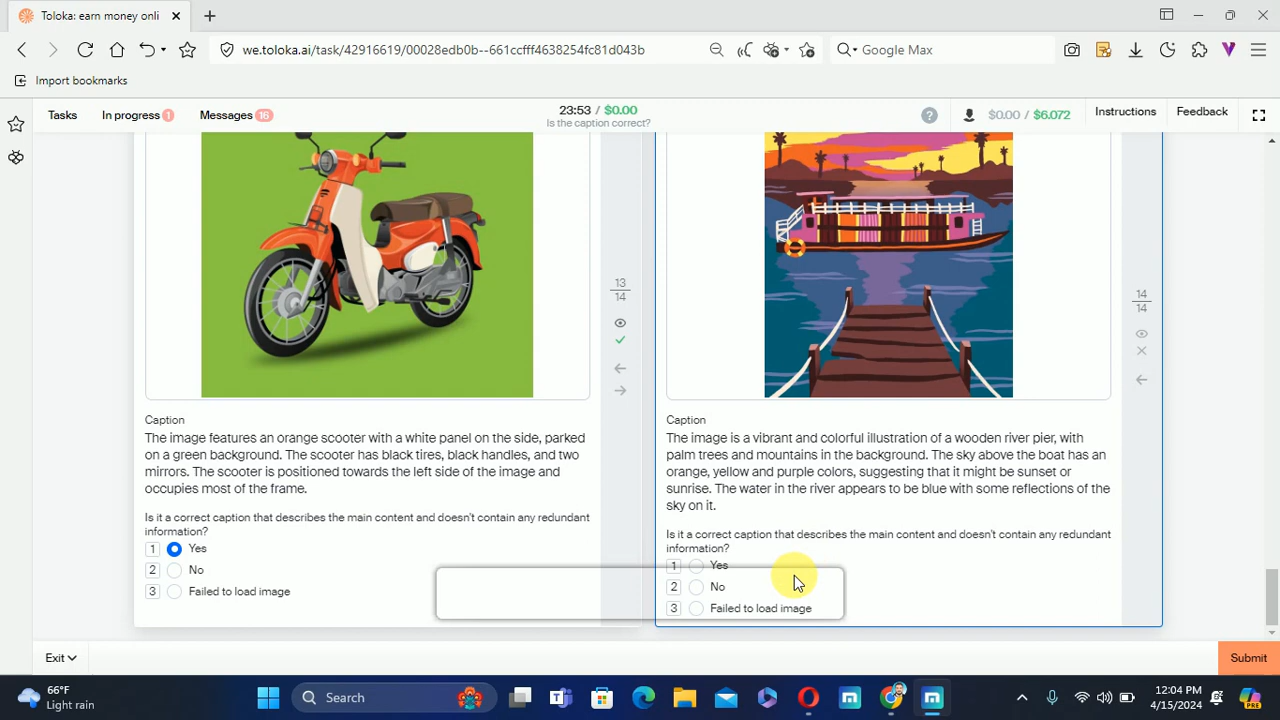 Toloka: earn money onli
we.toloka.ai/task/42916619/00028edb0b--661ccfff4638254fc81d043b
Google Max
Import bookmarks
Tasks
In progress 1
Messages 16
23:53 / $0.00
Is the caption correct?
$0.00 / $6.072
Instructions
Feedback
13
14
14
14
Caption
The image features an orange scooter with a white panel on the side, parked
on a green background. The scooter has black tires, black handles, and two
mirrors. The scooter is positioned towards the left side of the image and
occupies most of the frame.
Is it a correct caption that describes the main content and doesn't contain any redundant
information?
1 Yes
2 No
3 Failed to load image
Caption
The image is a vibrant and colorful illustration of a wooden river pier, with
palm trees and mountains in the background. The sky above the boat has an
orange, yellow and purple colors, suggesting that it might be sunset or
sunrise. The water in the river appears to be blue with some reflections of the
sky on it.
Is it a correct caption that describes the main content and doesn't contain any redundant
information?
1 Yes
2 No
3 Failed to load image
Exit
Submit
66°F
Light rain
Search
12:04 PM
4/15/2024
PRE